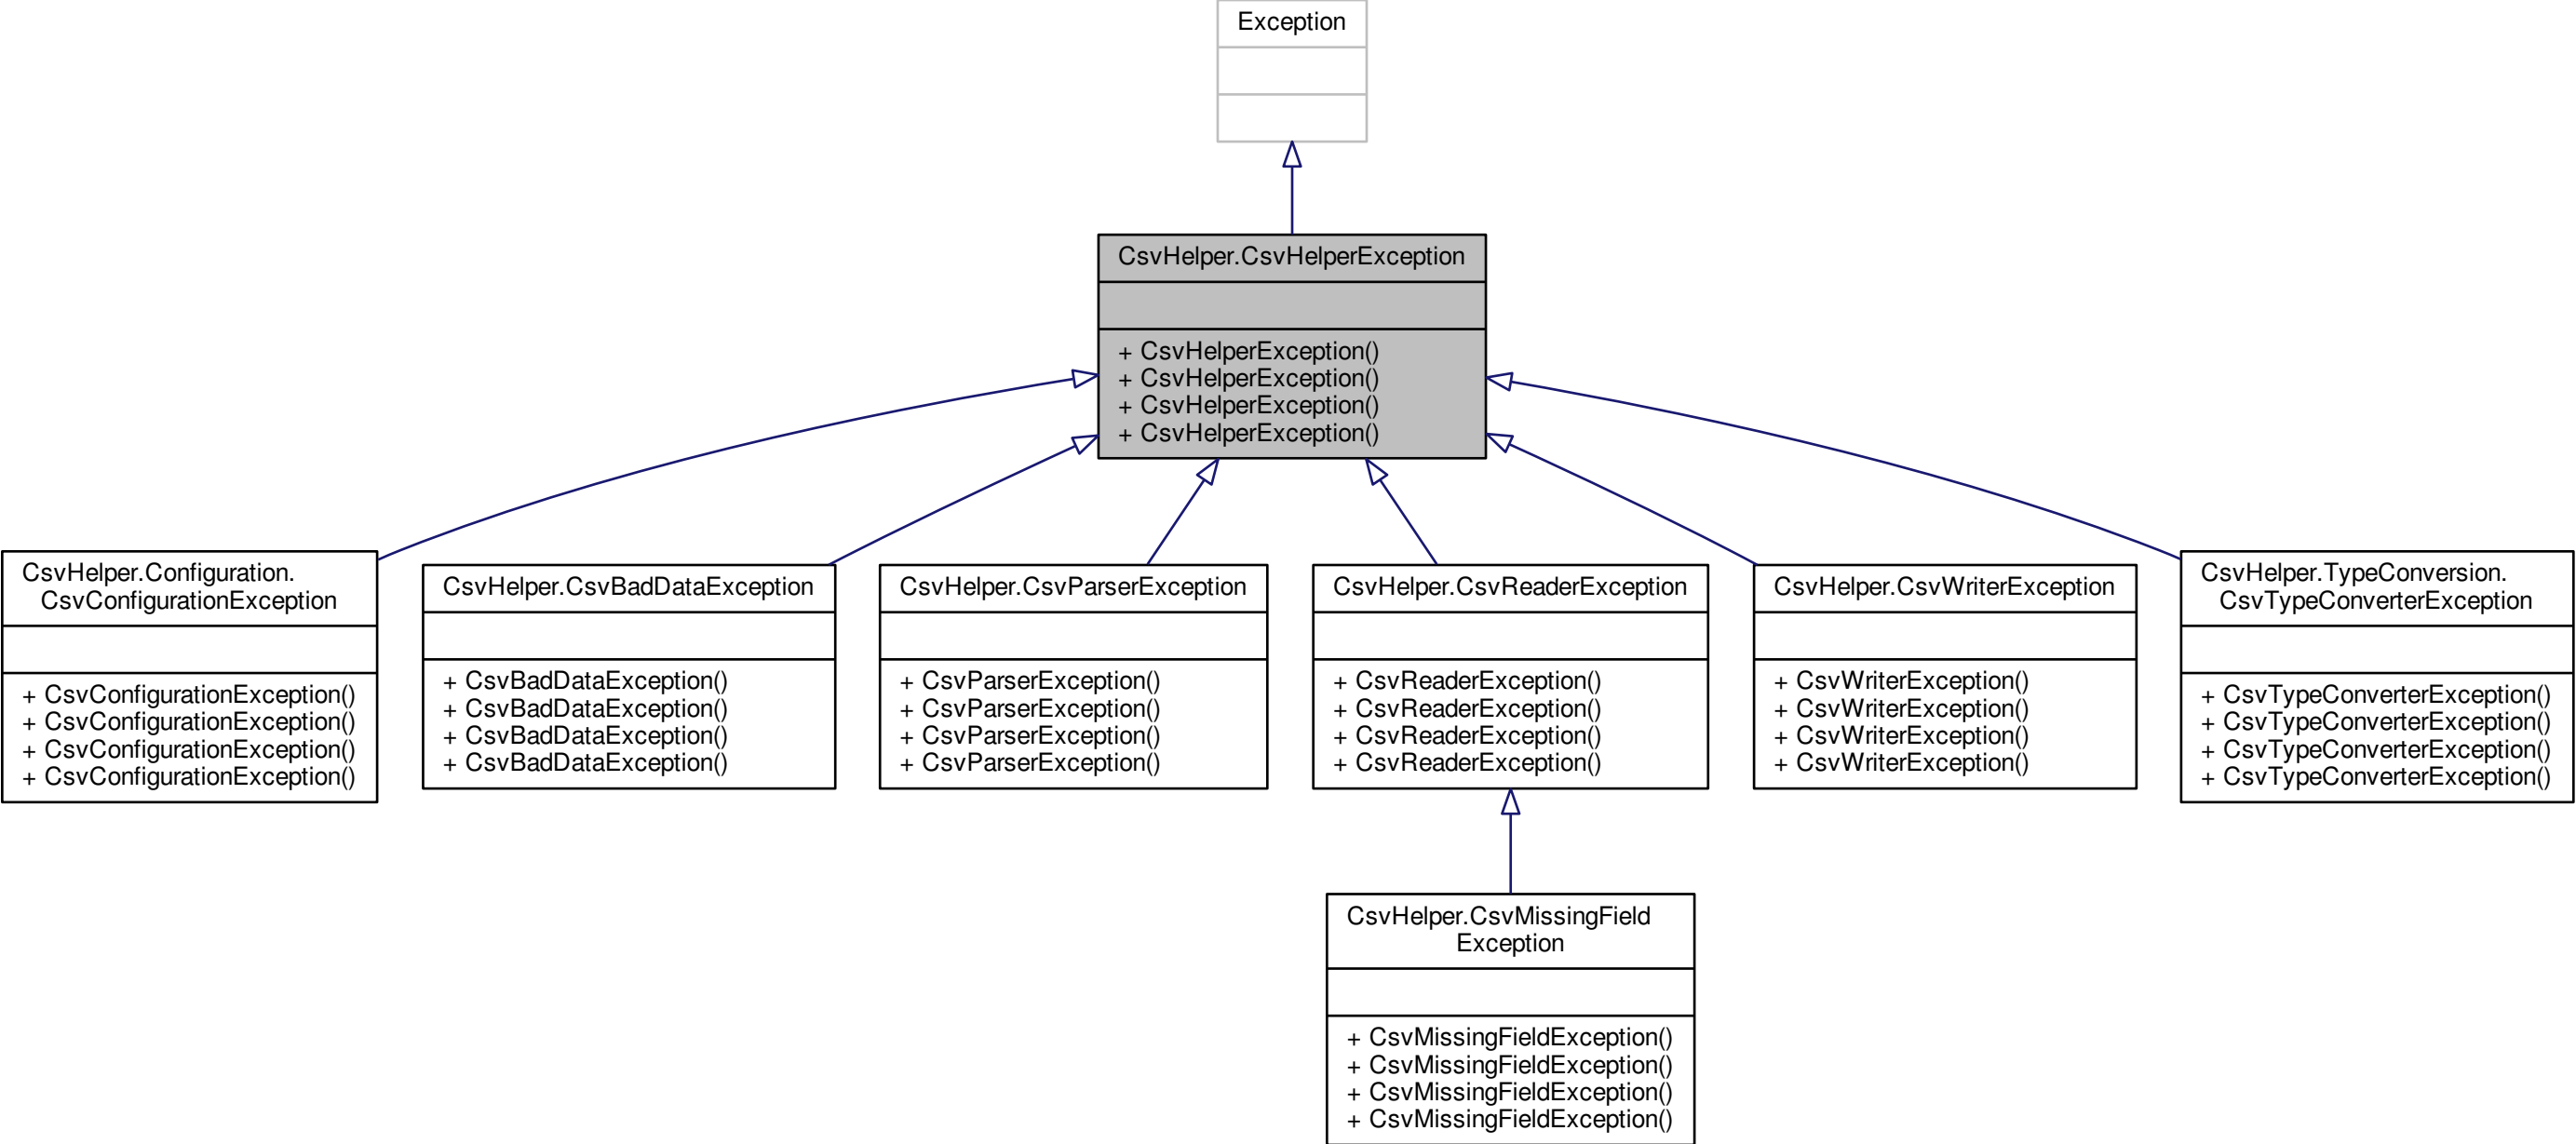 Exception
CsvHelper.CsvHelperException
+ CsvHelperException()
+ CsvHelperException()
+ CsvHelperException()
+ CsvHelperException()
CsvHelper.Configuration.
CsvConfigurationException
+ CsvConfigurationException()
+ CsvConfigurationException()
+ CsvConfigurationException()
+ CsvConfigurationException()
CsvHelper.CsvBadDataException
+ CsvBadDataException()
+ CsvBadDataException()
+ CsvBadDataException()
+ CsvBadDataException()
CsvHelper.CsvParserException
+ CsvParserException()
+ CsvParserException()
+ CsvParserException()
+ CsvParserException()
CsvHelper.CsvReaderException
+ CsvReaderException()
+ CsvReaderException()
+ CsvReaderException()
+ CsvReaderException()
CsvHelper.CsvWriterException
+ CsvWriterException()
+ CsvWriterException()
+ CsvWriterException()
+ CsvWriterException()
CsvHelper.TypeConversion.
CsvTypeConverterException
+ CsvTypeConverterException()
+ CsvTypeConverterException()
+ CsvTypeConverterException()
+ CsvTypeConverterException()
CsvHelper.CsvMissingField
Exception
+ CsvMissingFieldException()
+ CsvMissingFieldException()
+ CsvMissingFieldException()
+ CsvMissingFieldException()